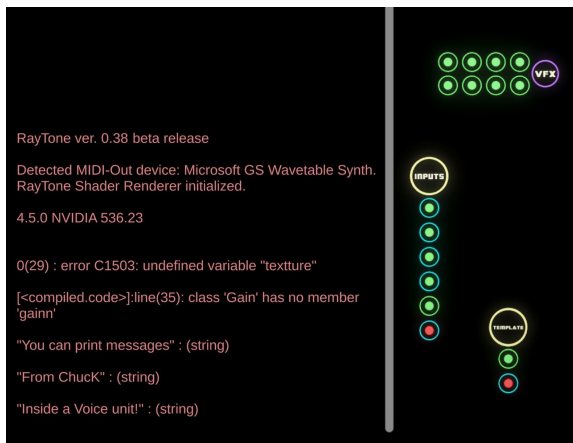 RayTone ver. 0.38 beta release
Detected MIDI-Out device: Microsoft GS Wavetable Synth.
RayTone Shader Renderer initialized.
4.5.0 NVIDIA 536.23
0(29) : error C1503: undefined variable "textture"
[<compiled.code>]:line(35): class 'Gain' has no member
'gainn'
"You can print messages" : (string)
"From ChucK" : (string)
"Inside a Voice unit!" : (string)
VFX
INPUTS
TEMPLATE